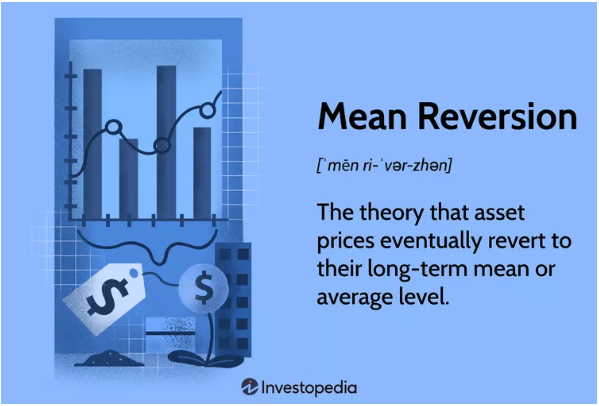 Mean Reversion
[ˈmēn ri-ˈvər-zhən]
The theory that asset
prices eventually revert to
their long-term mean or
average level.
$
$
Investopedia